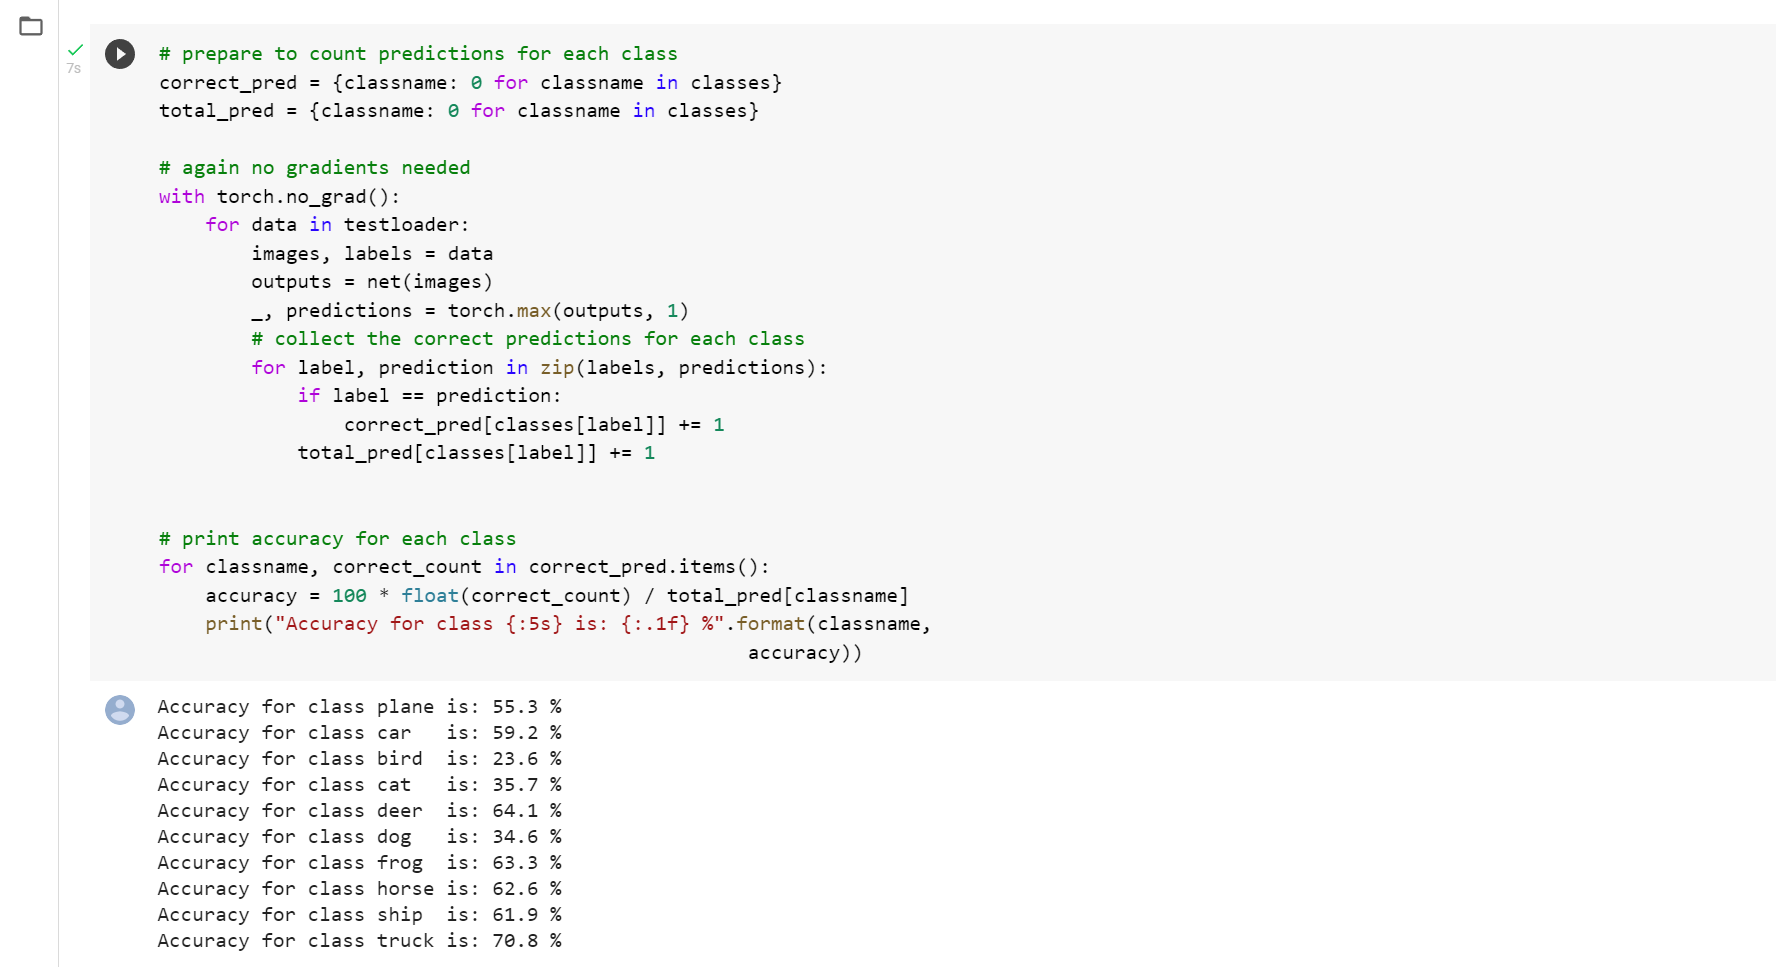 # prepare to count predictions for each class
7s
correct_pred = {classname: 0 for classname in classes}
total_pred = {classname: 0 for classname in classes}
# again no gradients needed
with torch.no_grad():
    for data in testloader:
        images, labels = data
        outputs = net(images)
        _, predictions = torch.max(outputs, 1)
        # collect the correct predictions for each class
        for label, prediction in zip(labels, predictions):
            if label == prediction:
                correct_pred[classes[label]] += 1
            total_pred[classes[label]] += 1
# print accuracy for each class
for classname, correct_count in correct_pred.items():
    accuracy = 100 * float(correct_count) / total_pred[classname]
    print("Accuracy for class {:5s} is: {:.1f} %".format(classname,
                                                   accuracy))
Accuracy for class plane is: 55.3 %
Accuracy for class car   is: 59.2 %
Accuracy for class bird  is: 23.6 %
Accuracy for class cat   is: 35.7 %
Accuracy for class deer  is: 64.1 %
Accuracy for class dog   is: 34.6 %
Accuracy for class frog  is: 63.3 %
Accuracy for class horse is: 62.6 %
Accuracy for class ship  is: 61.9 %
Accuracy for class truck is: 70.8 %